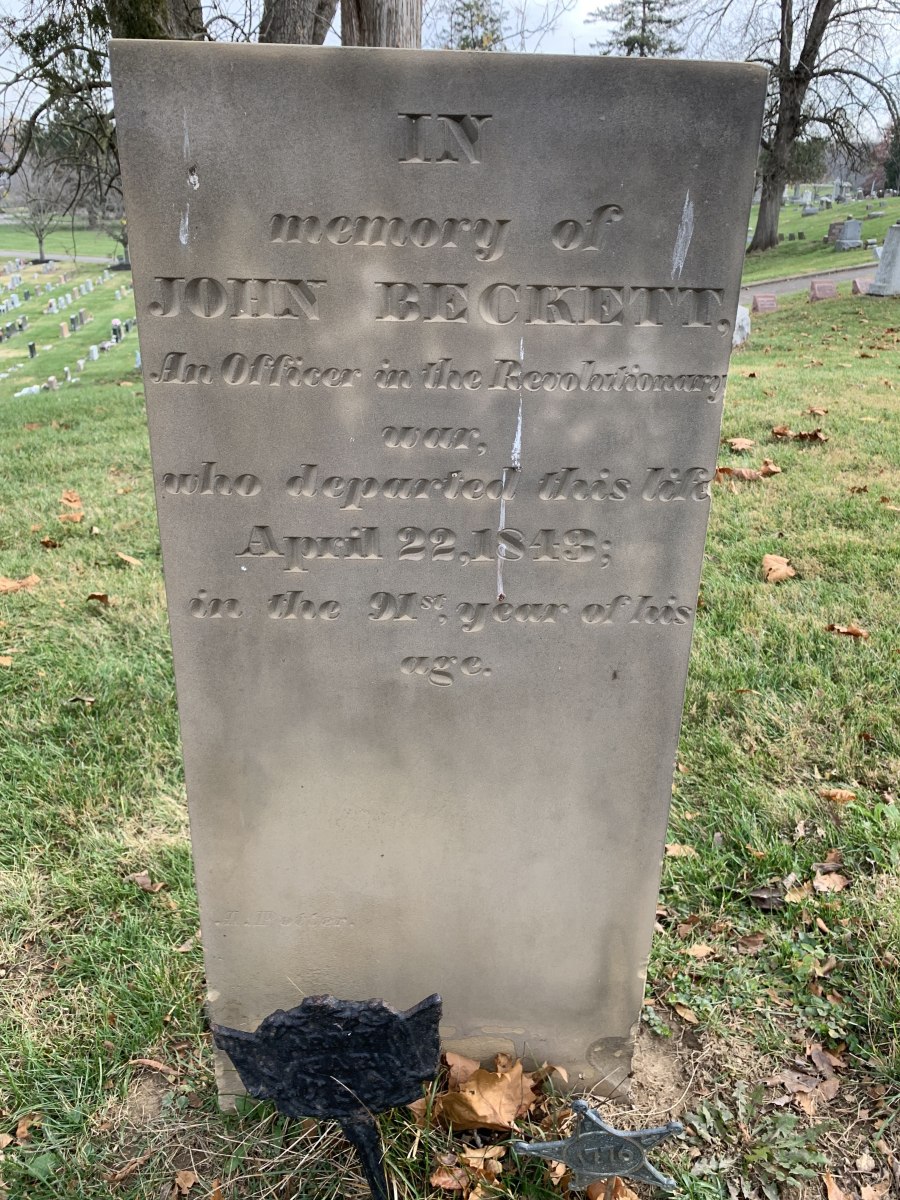 IN
memory of
JOHN BECKETT,
An Officer in the Revolutionary
war,
who departed this life
April 22, 1843;
in the 91st, year of his
age.
1776